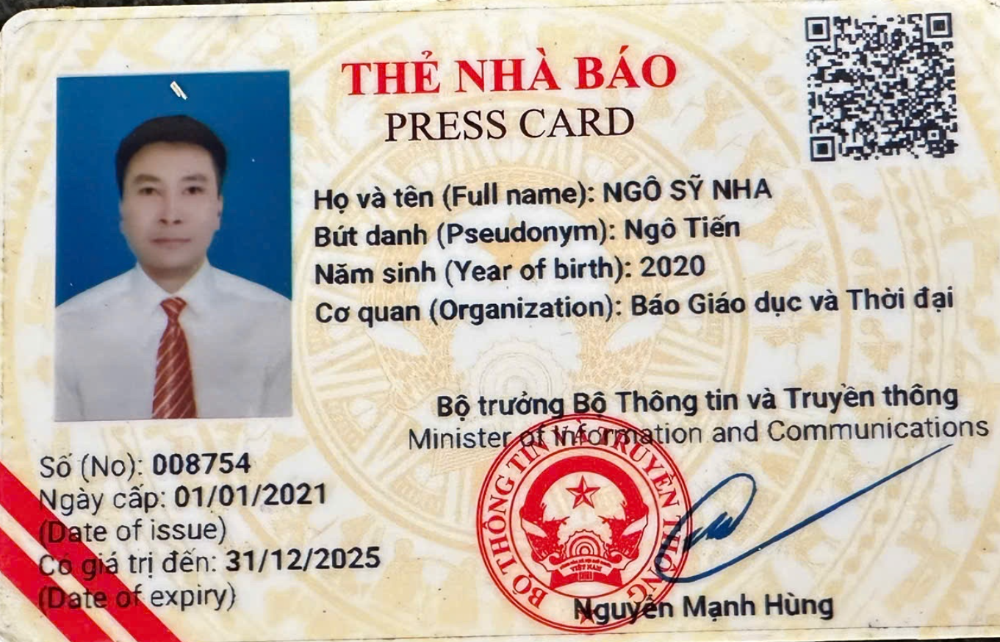 THẺ NHÀ BÁO
PRESS CARD
Họ và tên (Full name): NGÔ SỸ NHA
Bút danh (Pseudonym): Ngô Tiến
Năm sinh (Year of birth): 2020
Cơ quan (Organization): Báo Giáo dục và Thời đại
Bộ trưởng Bộ Thông tin và Truyền thông
Minister of Information and Communications
Số (No): 008754
Ngày cấp: 01/01/2021
(Date of issue)
Có giá trị đến: 31/12/2025
(Date of expiry)
BỘ THÔNG TIN VÀ TRUYỀN THÔNG
VIỆT NAM
Nguyễn Mạnh Hùng